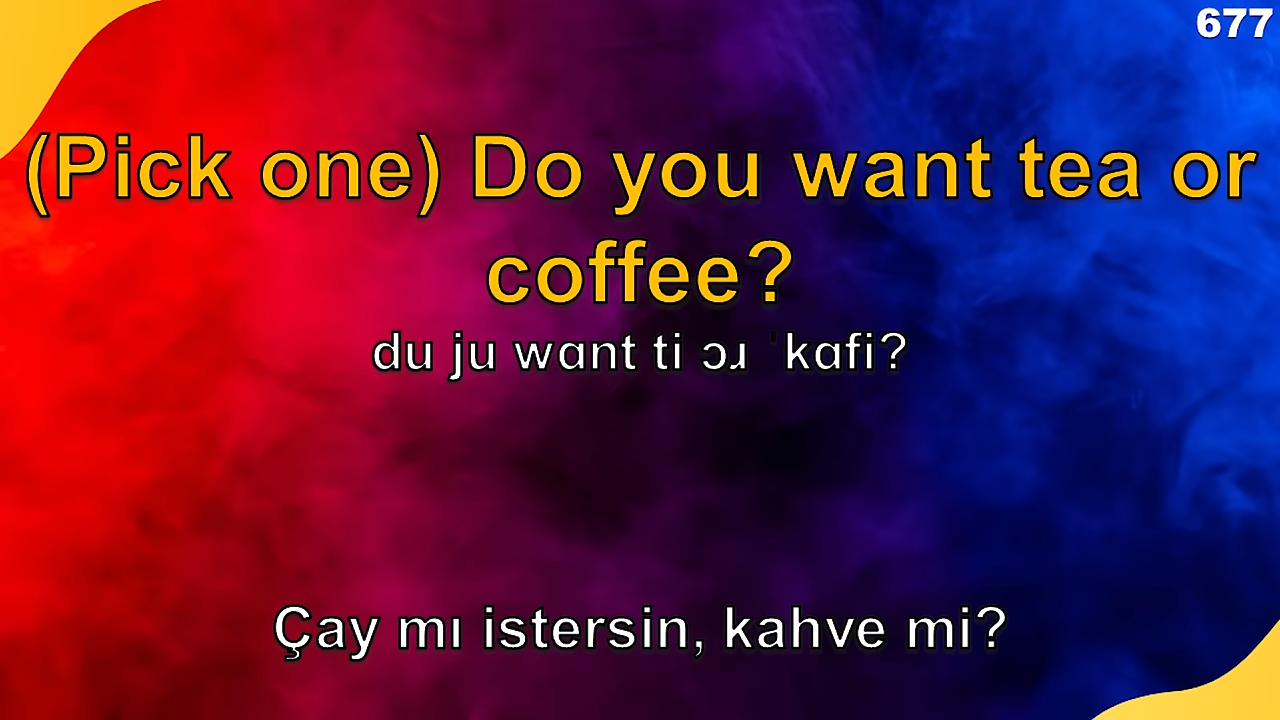 677
(Pick one) Do you want tea or
coffee?
du ju wɑnt ti ɔɹ ˈkɑfi?
Çay mı istersin, kahve mi?